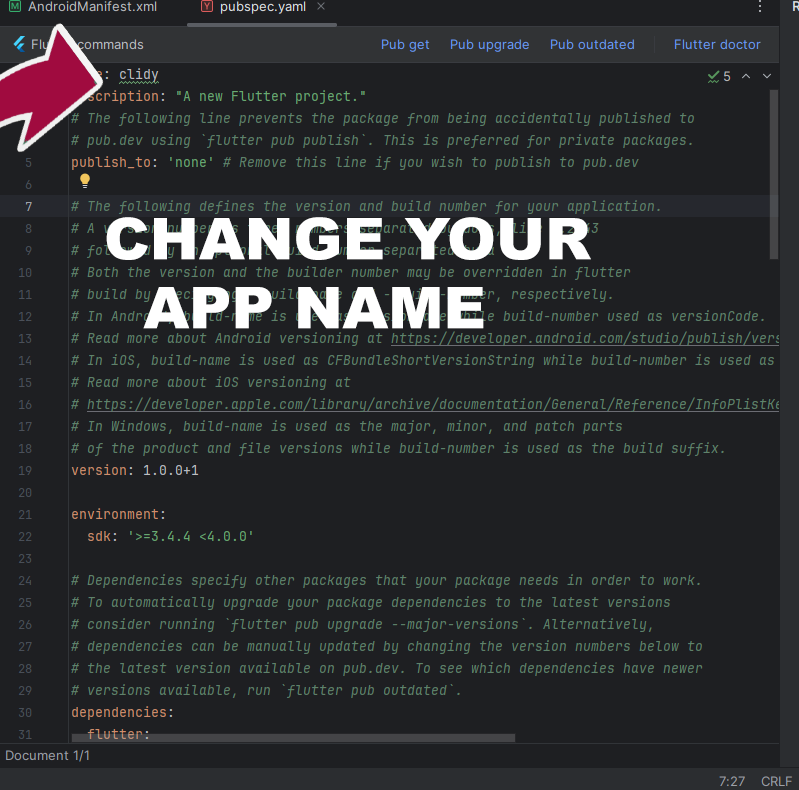 AndroidManifest.xml
pubspec.yaml
commands
Pub get
Pub upgrade
Pub outdated
Flutter doctor
clidy
5
description: "A new Flutter project."
# The following line prevents the package from being accidentally published to
# pub.dev using `flutter pub publish`. This is preferred for private packages.
5 publish_to: 'none' # Remove this line if you wish to publish to pub.dev
6
7 # The following defines the version and build number for your application.
CHANGE YOUR
APP NAME
8 # A
9 #
10 # Both the version and the builder number may be overridden in flutter
11 # build by respectively.
12 # In build-number used as versionCode.
13 # Read more about Android versioning at https://developer.android.com/studio/publish/vers
14 # In iOS, build-name is used as CFBundleShortVersionString while build-number is used as
15 # Read more about iOS versioning at
16 # https://developer.apple.com/library/archive/documentation/General/Reference/InfoPlistKe
17 # In Windows, build-name is used as the major, minor, and patch parts
18 # of the product and file versions while build-number is used as the build suffix.
19 version: 1.0.0+1
20
21 environment:
22 sdk: '>=3.4.4 <4.0.0'
23
24 # Dependencies specify other packages that your package needs in order to work.
25 # To automatically upgrade your package dependencies to the latest versions
26 # consider running `flutter pub upgrade --major-versions`. Alternatively,
27 # dependencies can be manually updated by changing the version numbers below to
28 # the latest version available on pub.dev. To see which dependencies have newer
29 # versions available, run `flutter pub outdated`.
30 dependencies:
31 flutter:
Document 1/1
7:27 CRLF